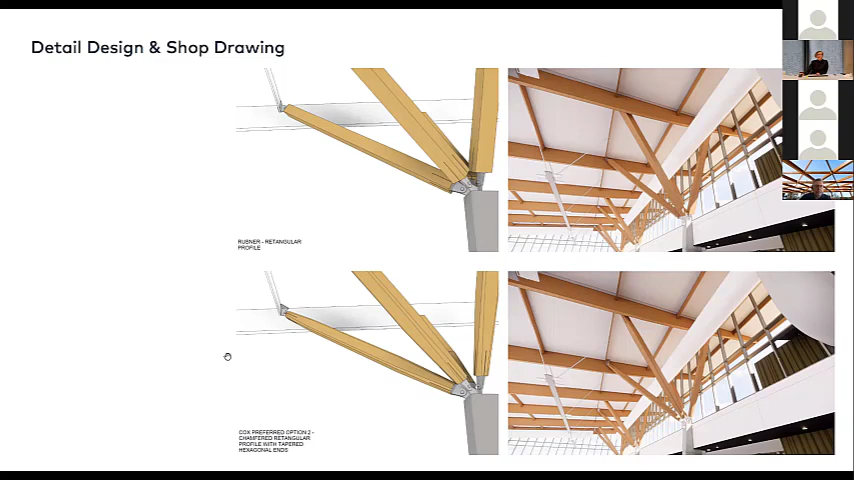 Detail Design & Shop Drawing
RUBNER - RETANGULAR
PROFILE
COX PREFERRED OPTION 2 -
CHAMFERED RETANGULAR
PROFILE WITH TAPERED
HEXAGONAL ENDS